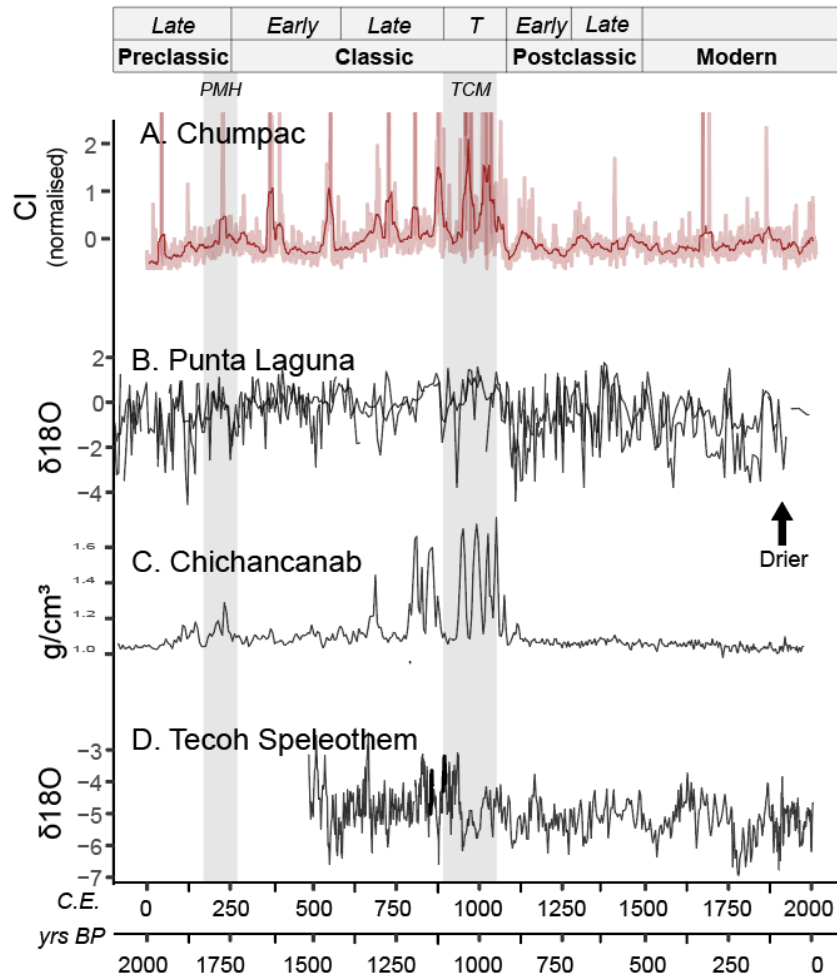 Late Early Late T Early Late
Preclassic Classic Postclassic Modern
PMH TCM
A. Chumpac
Cl
(normalised)
2
1
0
B. Punta Laguna
δ18O
2
0
−2
−4
Drier
C. Chichancanab
g/cm³
1.6
1.4
1.2
1.0
D. Tecoh Speleothem
δ18O
−3
−4
−5
−6
−7
C.E. 0 250 500 750 1000 1250 1500 1750 2000
yrs BP
2000 1750 1500 1250 1000 750 500 250 0